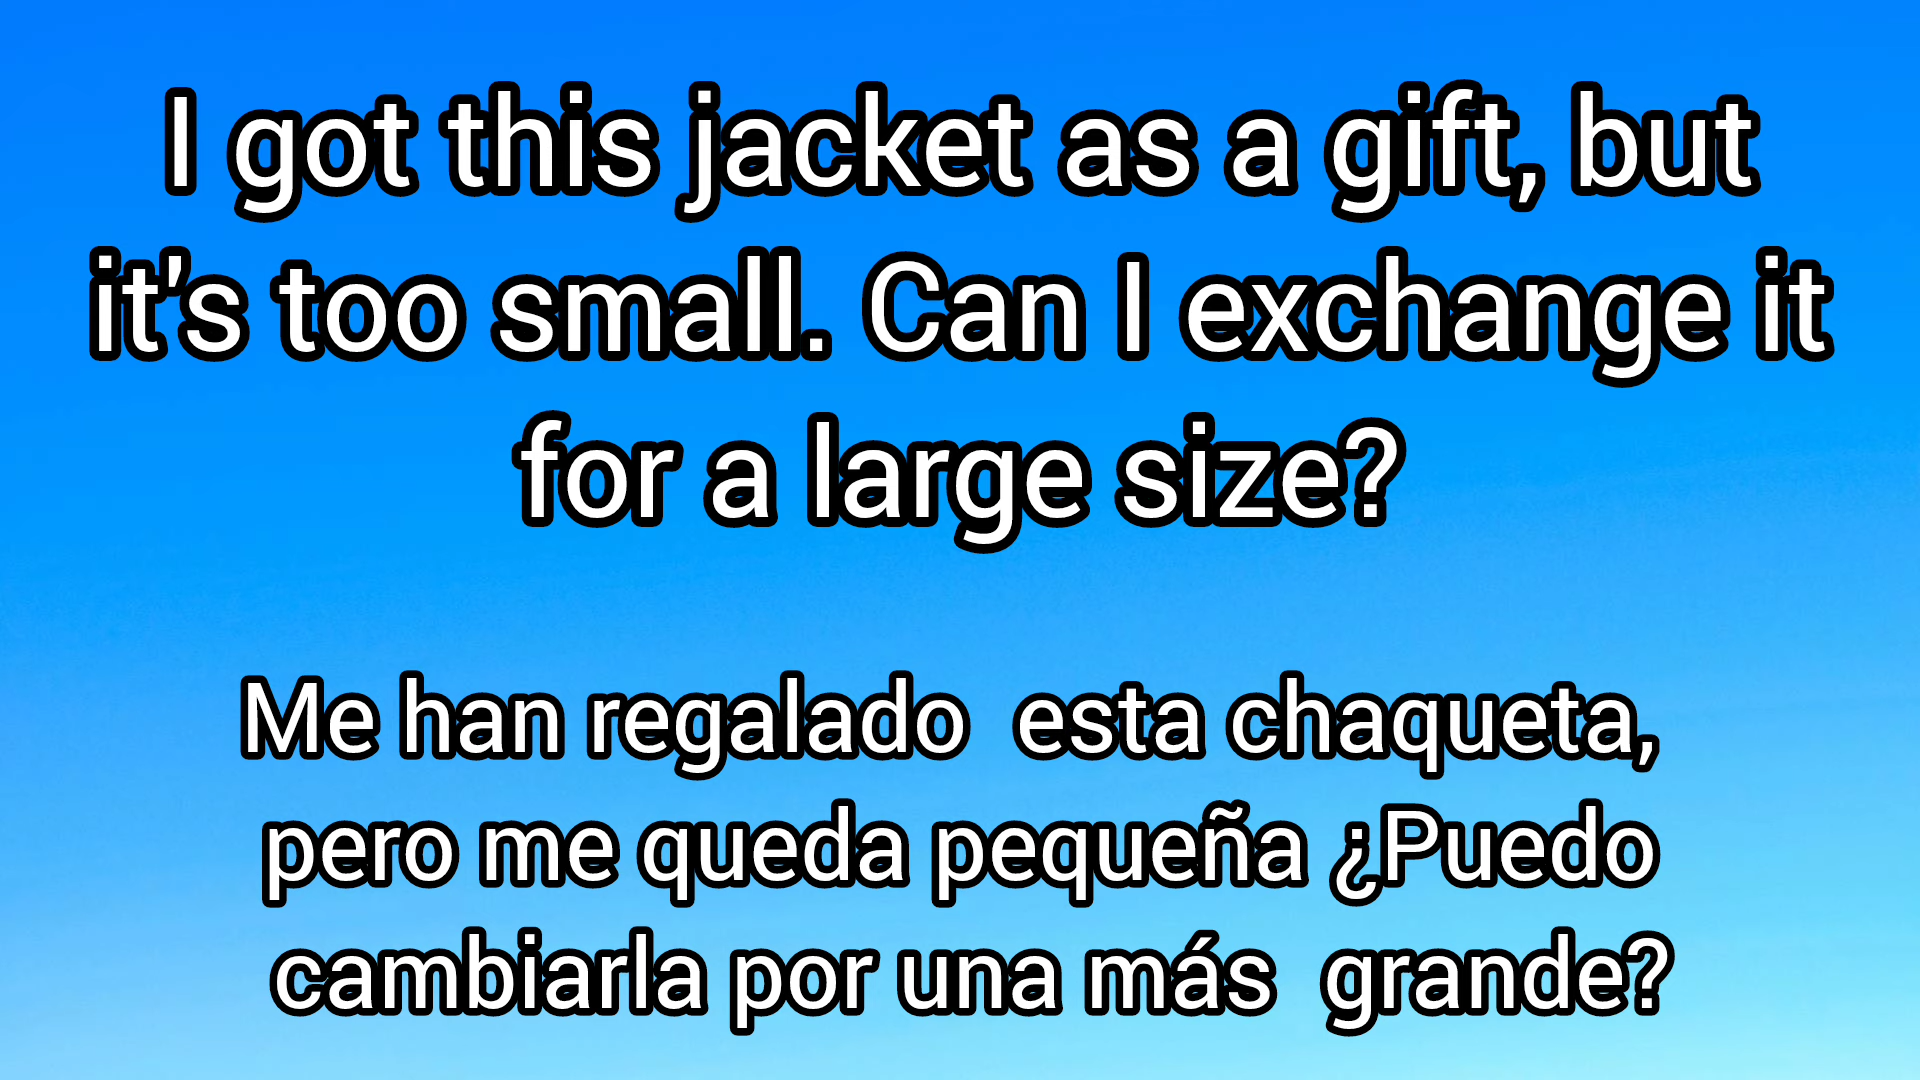 I got this jacket as a gift, but
it's too small. Can I exchange it
for a large size?
Me han regalado  esta chaqueta,
pero me queda pequeña ¿Puedo
cambiarla por una más  grande?